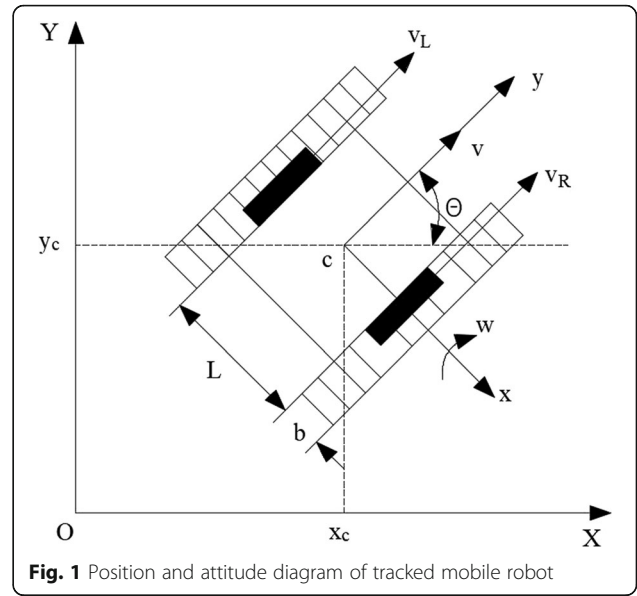 Y
v_L
y
v
v_R
Θ
y_c
c
w
L
x
b
O
x_c
X
Fig. 1 Position and attitude diagram of tracked mobile robot